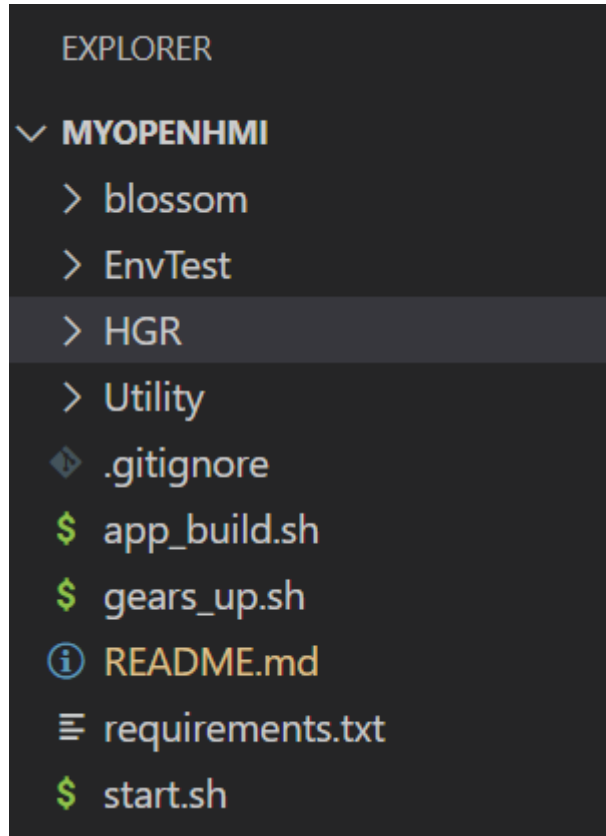 EXPLORER
MYOPENHMI
blossom
EnvTest
HGR
Utility
.gitignore
$ app_build.sh
$ gears_up.sh
README.md
requirements.txt
$ start.sh